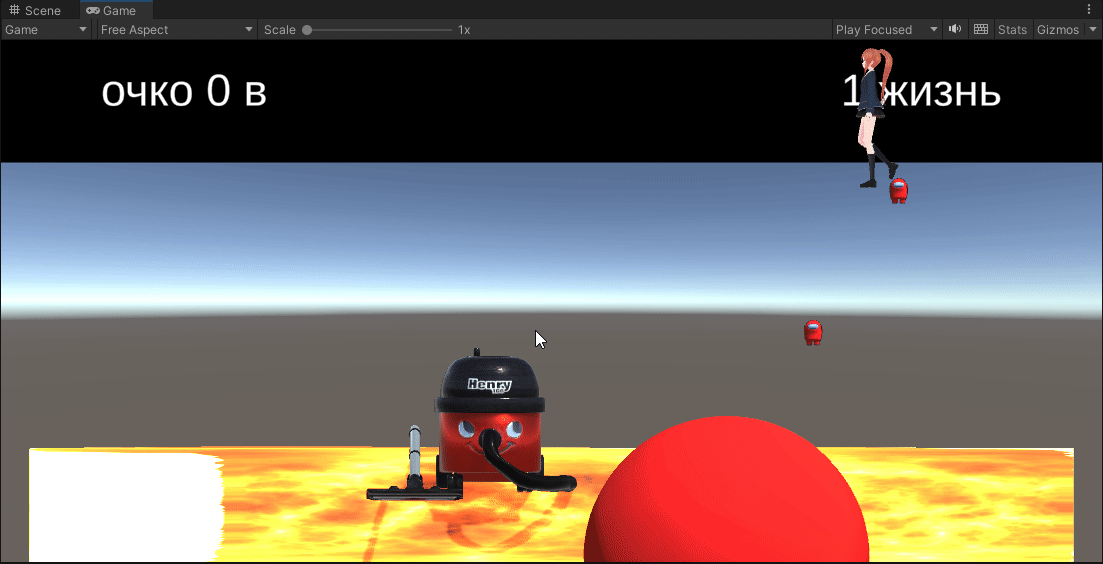 Scene Game
Game Free Aspect Scale 1x Play Focused Stats Gizmos
очко 0 в 1 жизнь
Henry